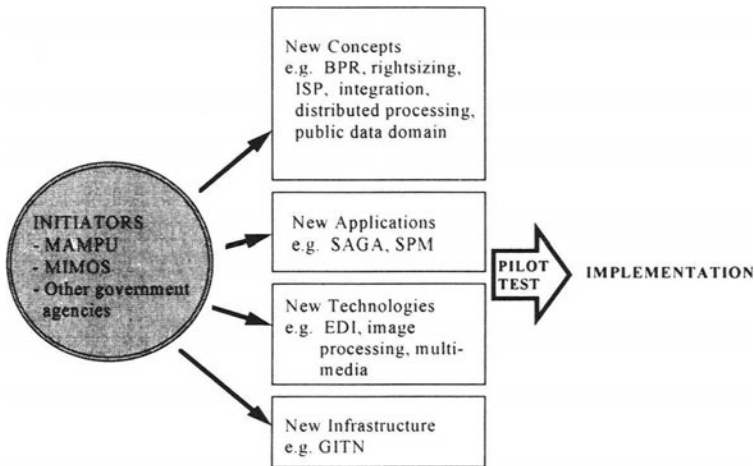 INITIATORS
- MAMPU
- MIMOS
- Other government
agencies
New Concepts
e.g. BPR, rightsizing,
ISP, integration,
distributed processing,
public data domain
New Applications
e.g. SAGA, SPM
New Technologies
e.g. EDI, image
processing, multi-
media
New Infrastructure
e.g. GITN
PILOT
TEST
IMPLEMENTATION